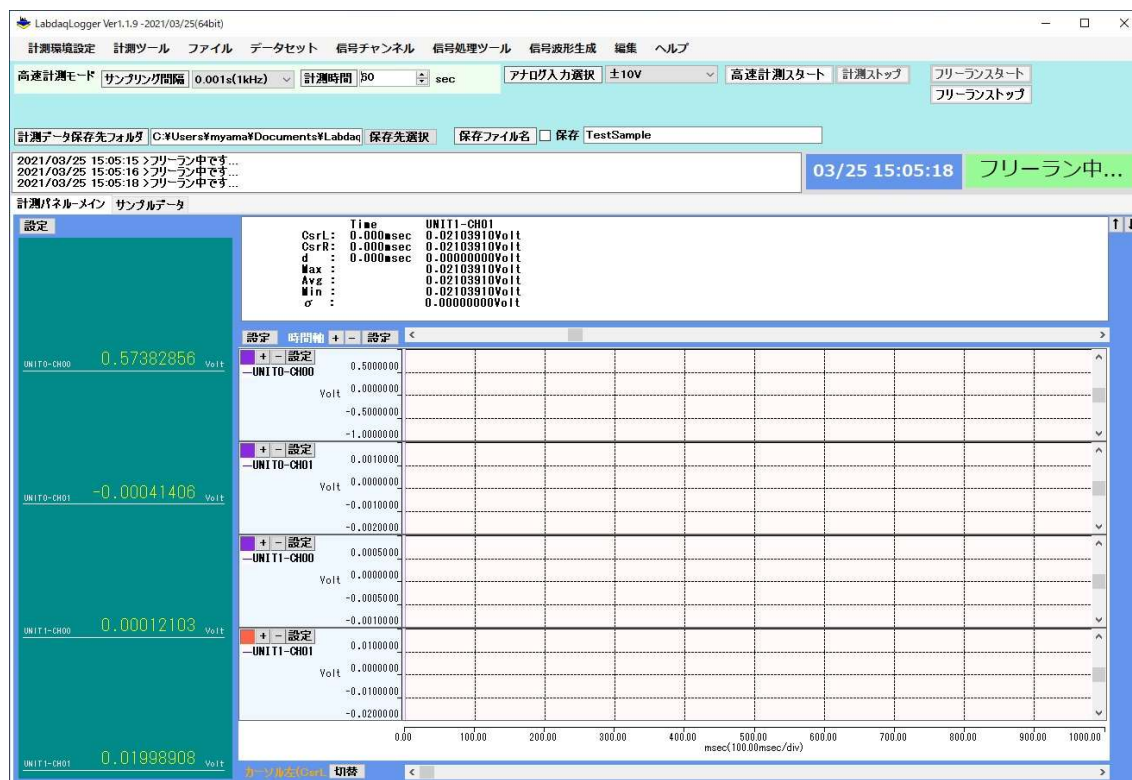 LabdaqLogger Ver1.1.9 -2021/03/25(64bit)
計測環境設定 計測ツール ファイル データセット 信号チャンネル 信号処理ツール 信号波形生成 編集 ヘルプ
高速計測モード サンプリング間隔 0.001s(1kHz) 計測時間 60 sec アナログ入力選択 ±10V 高速計測スタート 計測ストップ フリーランスタート
フリーランストップ
計測データ保存先フォルダ C:¥Users¥myama¥Documents¥Labdaq 保存先選択 保存ファイル名 保存 TestSample
2021/03/25 15:05:15 >フリーラン中です...
2021/03/25 15:05:16 >フリーラン中です...
2021/03/25 15:05:18 >フリーラン中です...
03/25 15:05:18 フリーラン中...
計測パネル-メイン サンプルデータ
設定
Time UNIT1-CH01
CsrL: 0.000msec 0.02103910Volt
CsrR: 0.000msec 0.02103910Volt
d : 0.000msec 0.00000000Volt
Max : 0.02103910Volt
Avg : 0.02103910Volt
Min : 0.02103910Volt
σ : 0.00000000Volt
設定 時間軸 + - 設定
UNIT0-CH00 0.57382856 Volt
+ - 設定
UNIT0-CH00
0.5000000
Volt 0.0000000
-0.5000000
-1.0000000
UNIT0-CH01 -0.00041406 Volt
+ - 設定
UNIT0-CH01
0.0010000
Volt 0.0000000
-0.0010000
-0.0020000
UNIT1-CH00 0.00012103 Volt
+ - 設定
UNIT1-CH00
0.0005000
Volt 0.0000000
-0.0005000
-0.0010000
UNIT1-CH01 0.01998908 Volt
+ - 設定
UNIT1-CH01
0.0100000
Volt 0.0000000
-0.0100000
-0.0200000
0.00 100.00 200.00 300.00 400.00 500.00 600.00 700.00 800.00 900.00 1000.00
msec(100.00msec/div)
カーソル左(CsrL 切替